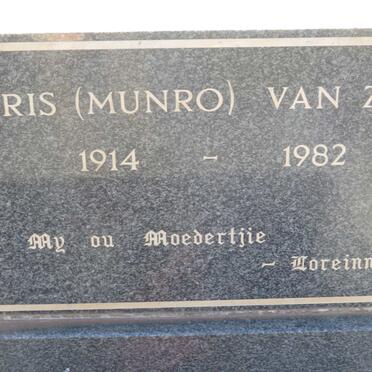 RIS (MUNRO) VAN Z
1914 - 1982
My ou Moedertjie
- Loreinn